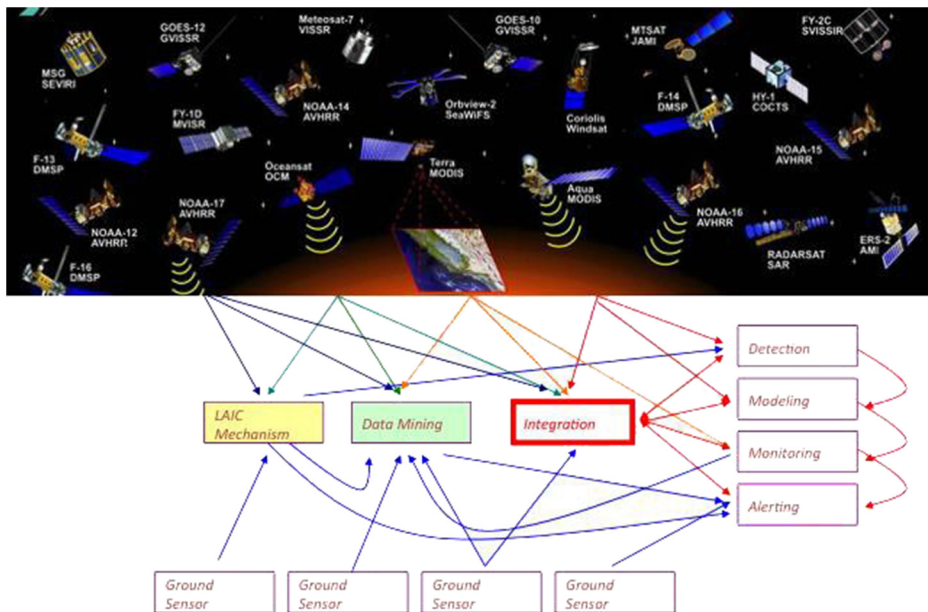 GOES-12
GVISSR
Meteosat-7
VISSR
GOES-10
GVISSR
MTSAT
JAMI
FY-2C
SVISSIR
MSG
SEVIRI
NOAA-14
AVHRR
Orbview-2
SeaWiFS
Coriolis
Windsat
F-14
DMSP
HY-1
COCTS
FY-1D
MVISR
F-13
DMSP
Oceansat
OCM
Terra
MODIS
Aqua
MODIS
NOAA-15
AVHRR
NOAA-12
AVHRR
NOAA-17
AVHRR
NOAA-16
AVHRR
F-16
DMSP
RADARSAT
SAR
ERS-2
AMI
Detection
LAIC
Mechanism
Data Mining
Integration
Modeling
Monitoring
Alerting
Ground
Sensor
Ground
Sensor
Ground
Sensor
Ground
Sensor